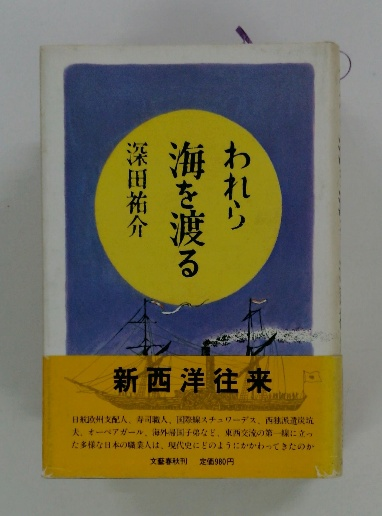 われら
海を渡る
深田祐介
新西洋往来
日航欧州支配人、寿司職人、国際線スチュワーデス、西独派遣炭坑
夫、オーペアガール、海外帰国子弟など、東西交流の第一線に立っ
た多様な日本の職業人は、現代史にどのようにかかわってきたのか
文藝春秋刊 定価980円